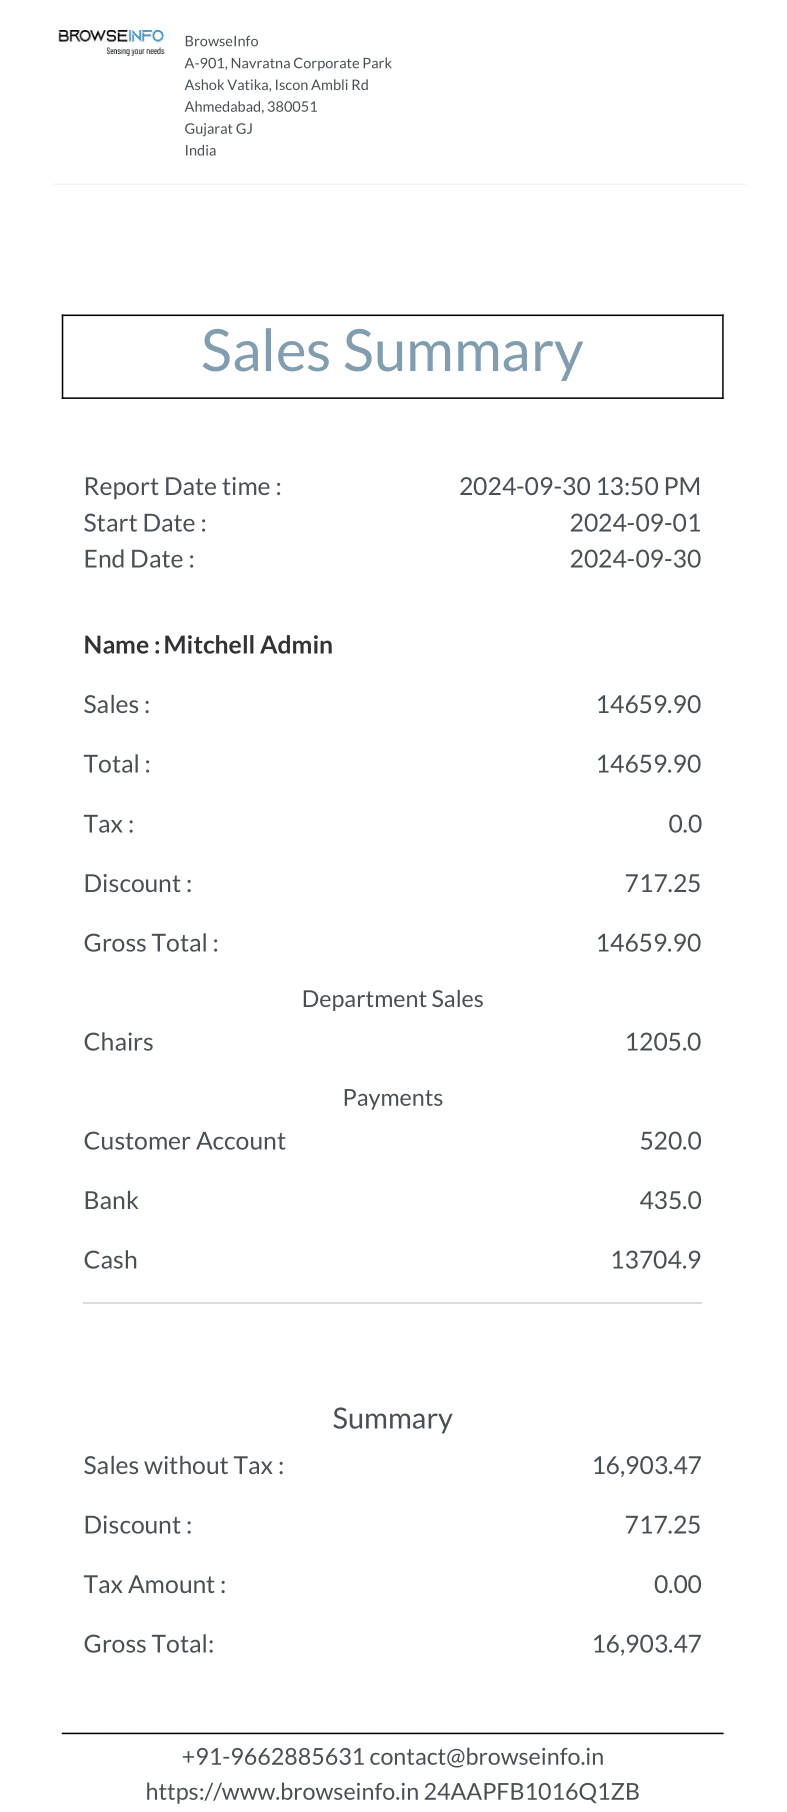 BROWSEINFO
Sensing your needs
BrowseInfo
A-901, Navratna Corporate Park
Ashok Vatika, Iscon Ambli Rd
Ahmedabad, 380051
Gujarat GJ
India
Sales Summary
Report Date time : 2024-09-30 13:50 PM
Start Date : 2024-09-01
End Date : 2024-09-30
Name : Mitchell Admin
Sales : 14659.90
Total : 14659.90
Tax : 0.0
Discount : 717.25
Gross Total : 14659.90
Department Sales
Chairs 1205.0
Payments
Customer Account 520.0
Bank 435.0
Cash 13704.9
Summary
Sales without Tax : 16,903.47
Discount : 717.25
Tax Amount : 0.00
Gross Total: 16,903.47
+91-9662885631 contact@browseinfo.in
https://www.browseinfo.in 24AAPFB1016Q1ZB